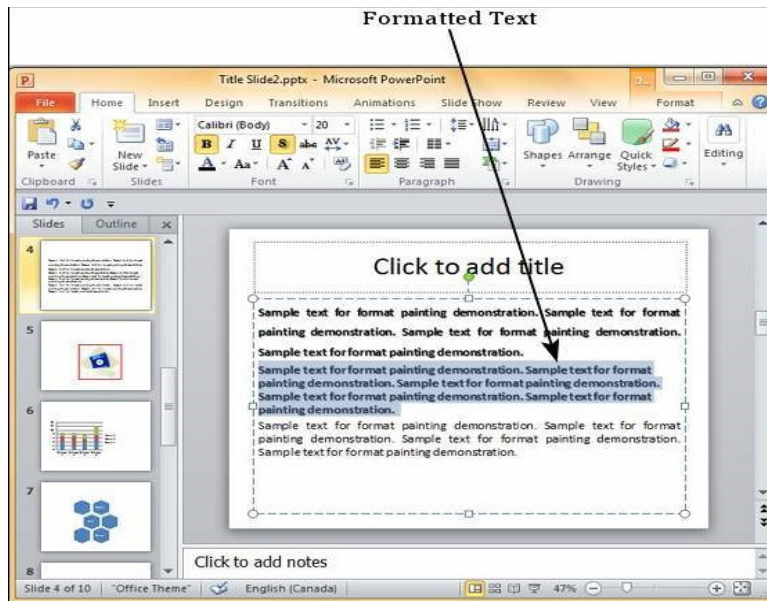 Formatted Text
Title Slide2.pptx - Microsoft PowerPoint
File Home Insert Design Transitions Animations Slide Show Review View Format
Calibri (Body) 20
B I U S abc AV
A Aa A A
Paste New Slide Shapes Arrange Quick Styles Editing
Clipboard Slides Font Paragraph Drawing
Slides Outline
4
5
6
7
8
Click to add title
Sample text for format painting demonstration. Sample text for format
painting demonstration. Sample text for format painting demonstration.
Sample text for format painting demonstration.
Sample text for format painting demonstration. Sample text for format
painting demonstration. Sample text for format painting demonstration.
Sample text for format painting demonstration. Sample text for format
painting demonstration.
Sample text for format painting demonstration. Sample text for format
painting demonstration. Sample text for format painting demonstration.
Sample text for format painting demonstration.
Click to add notes
Slide 4 of 10 "Office Theme" English (Canada) 47%